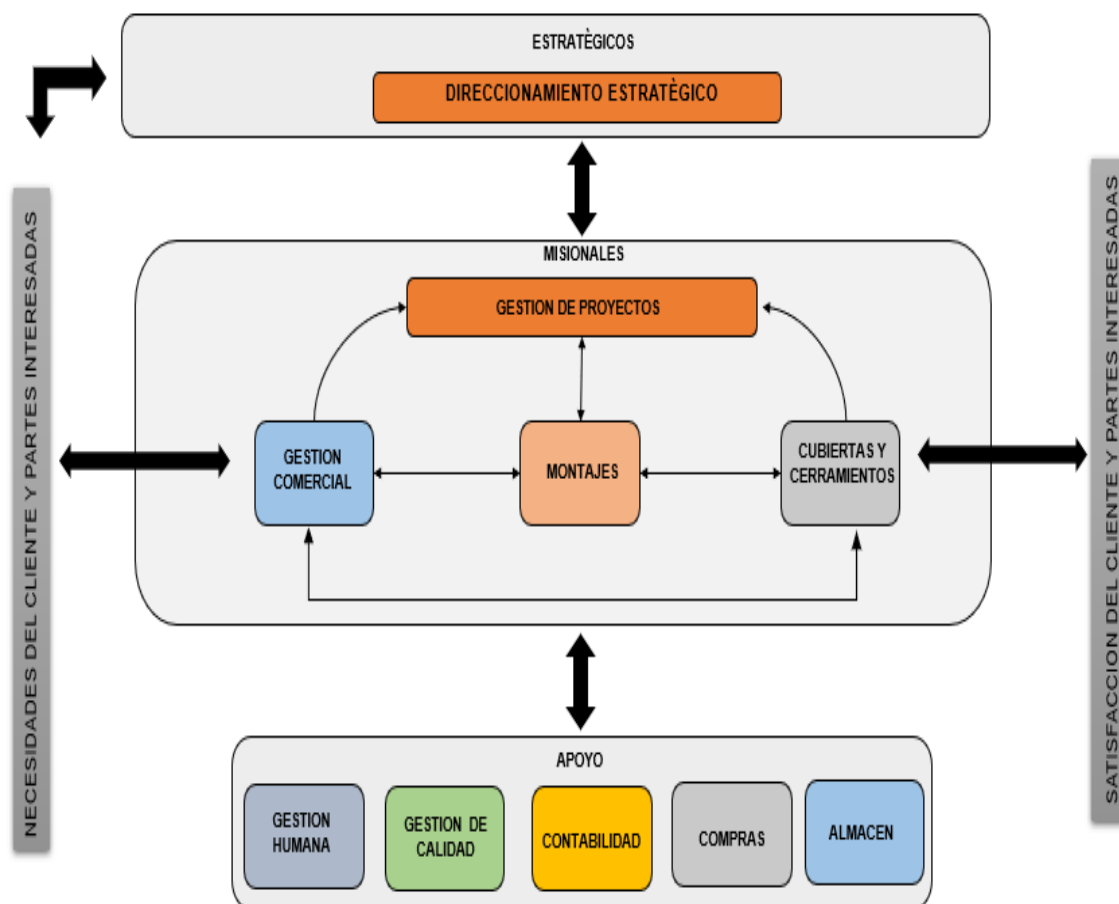 ESTRATÈGICOS
DIRECCIONAMIENTO ESTRATÈGICO
NECESIDADES DEL CLIENTE Y PARTES INTERESADAS
MISIONALES
GESTION DE PROYECTOS
GESTION
COMERCIAL
MONTAJES
CUBIERTAS Y
CERRAMIENTOS
SATISFACCION DEL CLIENTE Y PARTES INTERESADAS
APOYO
GESTION
HUMANA
GESTION DE
CALIDAD
CONTABILIDAD
COMPRAS
ALMACEN